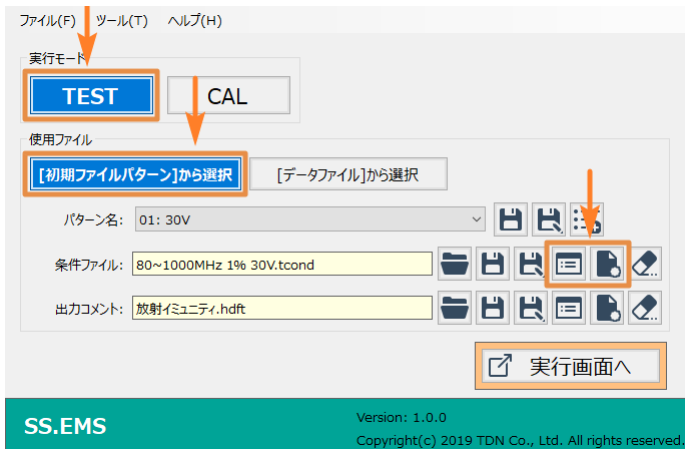 ファイル(F) ツール(T) ヘルプ(H)
実行モード
TEST CAL
使用ファイル
[初期ファイルパターン]から選択 [データファイル]から選択
パターン名: 01: 30V
条件ファイル: 80~1000MHz 1% 30V.tcond
出力コメント: 放射イミュニティ.hdft
実行画面へ
SS.EMS
Version: 1.0.0
Copyright(c) 2019 TDN Co., Ltd. All rights reserved.